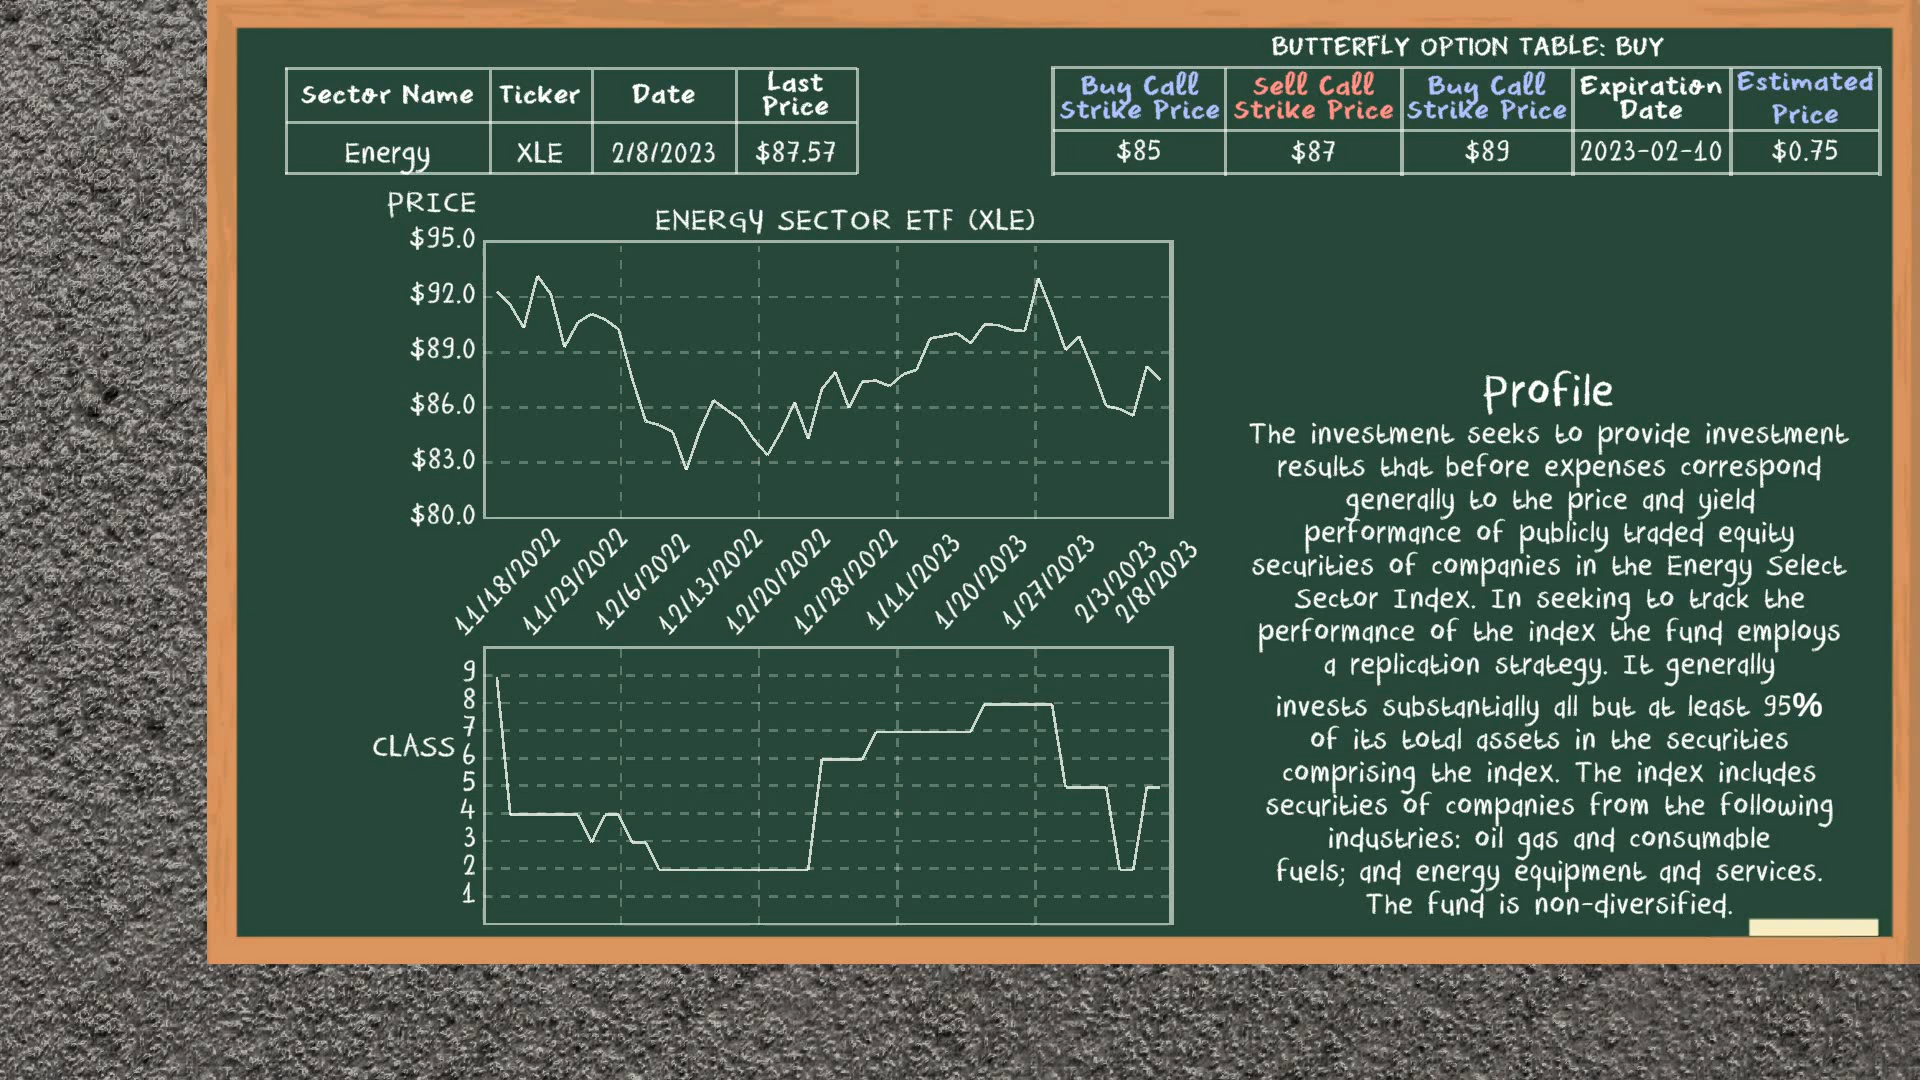 BUTTERFLY OPTION TABLE: BUY
Sector Name Ticker Date Last Price
Energy XLE 2/8/2023 $87.57
Buy Call Strike Price Sell Call Strike Price Buy Call Strike Price Expiration Date Estimated Price
$85 $87 $89 2023-02-10 $0.75
PRICE
ENERGY SECTOR ETF (XLE)
$95.0
$92.0
$89.0
$86.0
$83.0
$80.0
11/18/2022 11/29/2022 12/6/2022 12/13/2022 12/20/2022 12/28/2022 1/11/2023 1/20/2023 1/27/2023 2/3/2023 2/8/2023
CLASS
9
8
7
6
5
4
3
2
1
Profile
The investment seeks to provide investment
results that before expenses correspond
generally to the price and yield
performance of publicly traded equity
securities of companies in the Energy Select
Sector Index. In seeking to track the
performance of the index the fund employs
a replication strategy. It generally
invests substantially all but at least 95%
of its total assets in the securities
comprising the index. The index includes
securities of companies from the following
industries: oil gas and consumable
fuels; and energy equipment and services.
The fund is non-diversified.